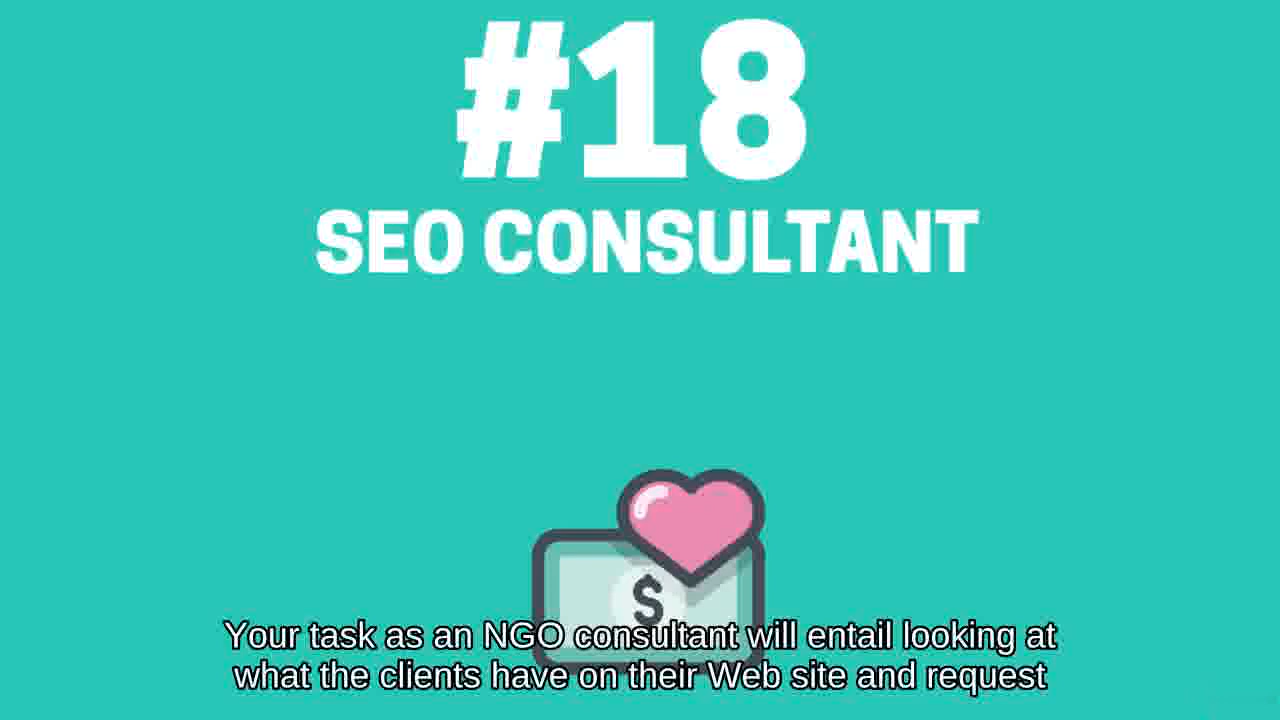 #18
SEO CONSULTANT
$
Your task as an NGO consultant will entail looking at
what the clients have on their Web site and request